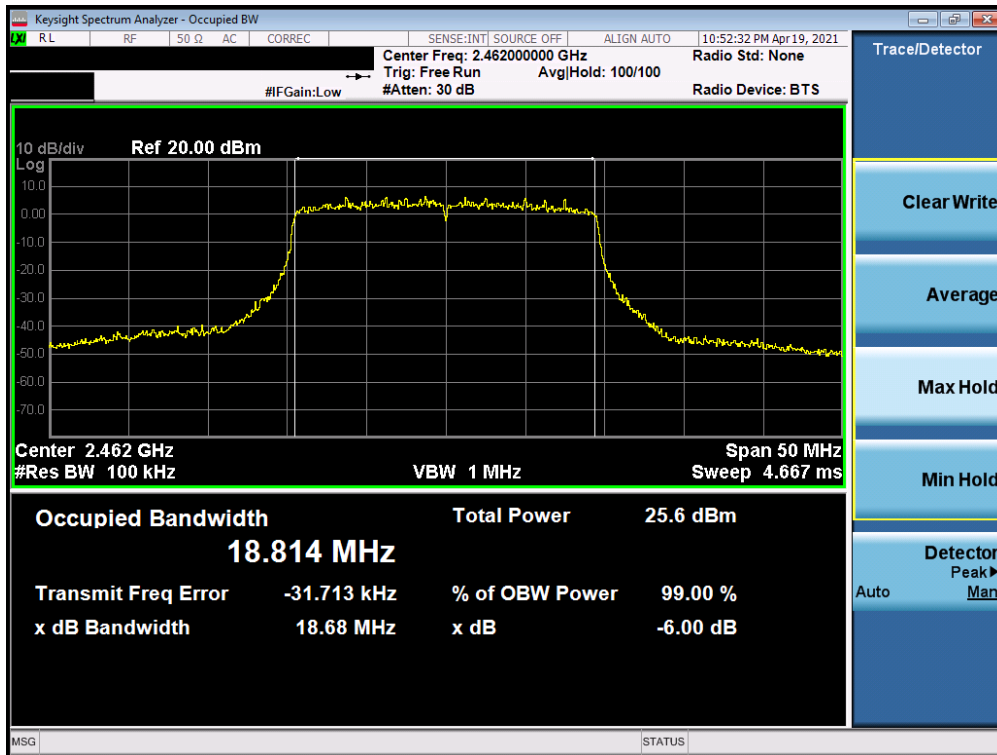 Keysight Spectrum Analyzer - Occupied BW
LXI RL RF 50 Ω AC CORREC SENSE:INT SOURCE OFF ALIGN AUTO 10:52:32 PM Apr 19, 2021
Center Freq: 2.462000000 GHz Radio Std: None
Trig: Free Run Avg|Hold: 100/100
#IFGain:Low #Atten: 30 dB Radio Device: BTS
Trace/Detector
10 dB/div Ref 20.00 dBm
Log
10.0
0.00
-10.0
-20.0
-30.0
-40.0
-50.0
-60.0
-70.0
Center 2.462 GHz Span 50 MHz
#Res BW 100 kHz VBW 1 MHz Sweep 4.667 ms
Occupied Bandwidth Total Power 25.6 dBm
18.814 MHz
Transmit Freq Error -31.713 kHz % of OBW Power 99.00 %
x dB Bandwidth 18.68 MHz x dB -6.00 dB
Clear Write
Average
Max Hold
Min Hold
Detector
Peak▶
Auto Man
MSG STATUS